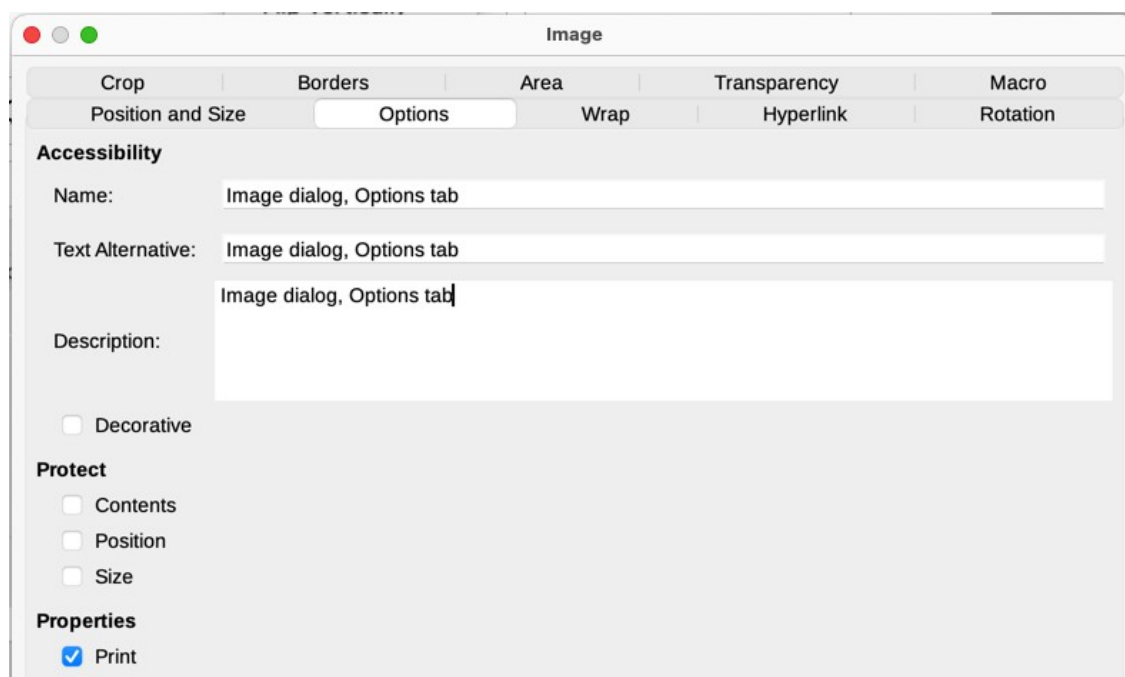 Image
Crop Borders Area Transparency Macro
Position and Size Options Wrap Hyperlink Rotation
Accessibility
Name: Image dialog, Options tab
Text Alternative: Image dialog, Options tab
Image dialog, Options tab
Description:
Decorative
Protect
Contents
Position
Size
Properties
Print